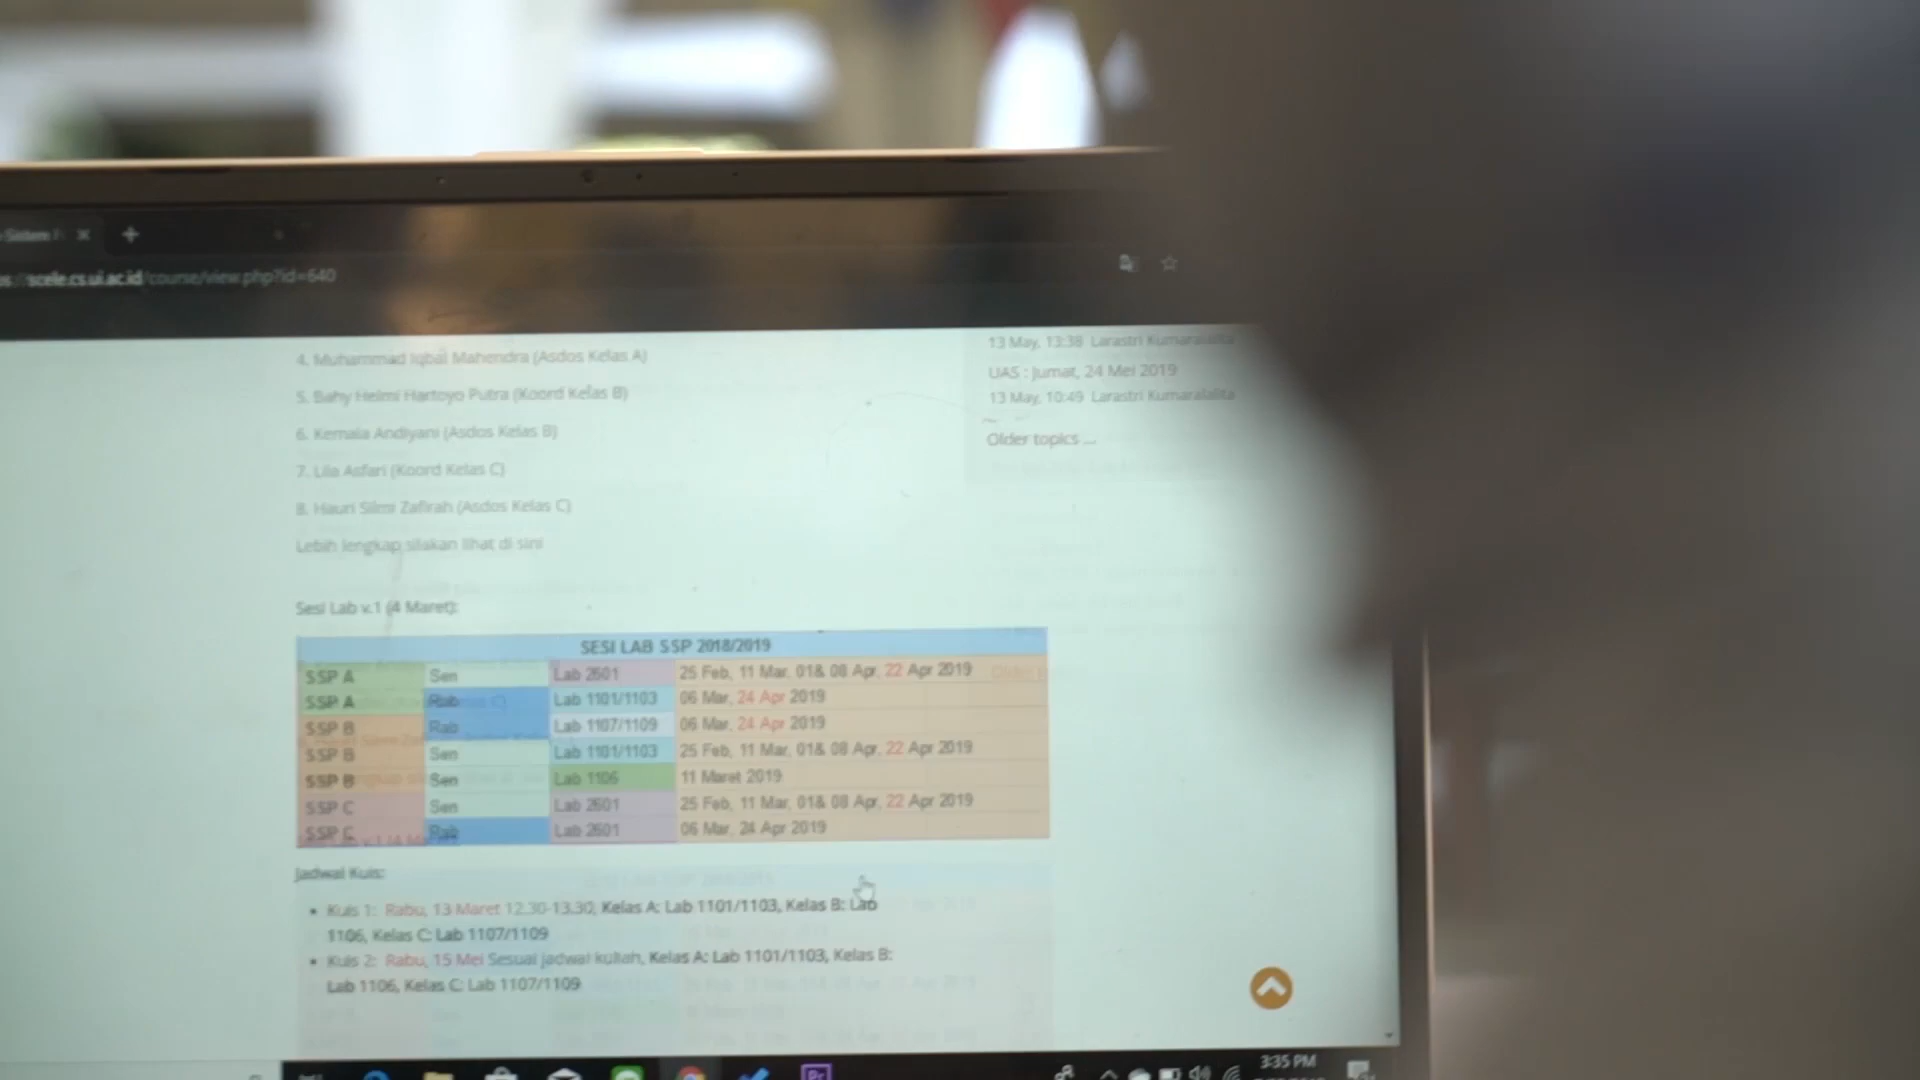 scele.cs.ui.ac.id/course/view.php?id=640
4. Muhammad Iqbal Mahendra (Asdos Kelas A)
5. Bahy Helmi Hartoyo Putra (Koord Kelas B)
6. Kemala Andiyani (Asdos Kelas B)
7. Lila Asfari (Koord Kelas C)
8. Hauri Silmi Zafirah (Asdos Kelas C)
Lebih lengkap silakan lihat di sini
13 May, 13:38 Larastri Kumaralalita
UAS : Jumat, 24 Mei 2019
13 May, 10:49 Larastri Kumaralalita
Older topics ...
Sesi Lab v.1 (4 Maret):
SESI LAB SSP 2018/2019
SSP A Sen Lab 2601 25 Feb, 11 Mar, 01& 08 Apr, 22 Apr 2019
SSP A Rab Lab 1101/1103 06 Mar, 24 Apr 2019
SSP B Rab Lab 1107/1109 06 Mar, 24 Apr 2019
SSP B Sen Lab 1101/1103 25 Feb, 11 Mar, 01& 08 Apr, 22 Apr 2019
SSP B Sen Lab 1106 11 Maret 2019
SSP C Sen Lab 2601 25 Feb, 11 Mar, 01& 08 Apr, 22 Apr 2019
SSP C Rab Lab 2601 06 Mar, 24 Apr 2019
Jadwal Kuis:
• Kuis 1: Rabu, 13 Maret 12.30-13.30, Kelas A: Lab 1101/1103, Kelas B: Lab
1106, Kelas C: Lab 1107/1109
• Kuis 2: Rabu, 15 Mei Sesuai jadwal kuliah, Kelas A: Lab 1101/1103, Kelas B:
Lab 1106, Kelas C: Lab 1107/1109
Pr
3:35 PM